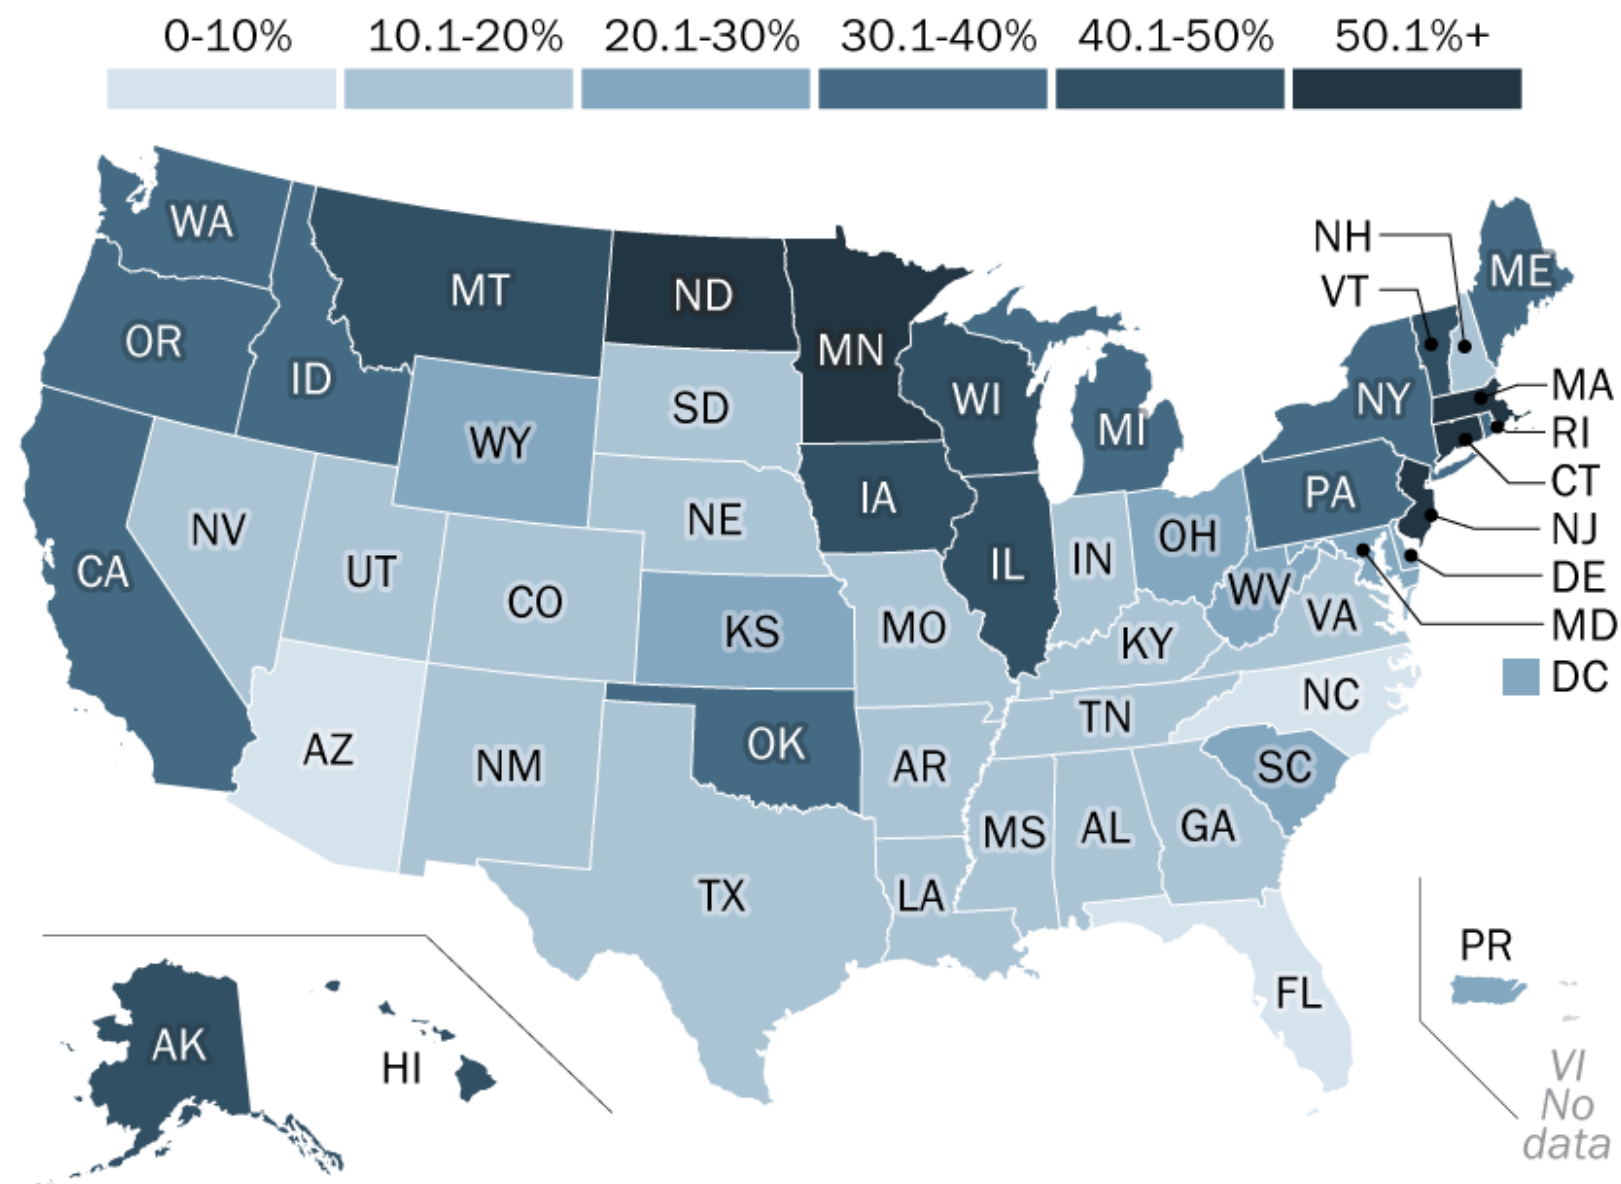 0-10% 10.1-20% 20.1-30% 30.1-40% 40.1-50% 50.1%+
WA
MT
ND
NH
ME
VT
OR
MN
ID
WI
SD
NY
MA
MI
WY
RI
IA
PA
CT
NE
NV
NJ
OH
IN
IL
CA
UT
DE
WV
CO
VA
MO
KS
MD
KY
DC
NC
TN
OK
AZ
NM
AR
SC
MS
AL
GA
TX
LA
PR
FL
AK
HI
VI
No
data